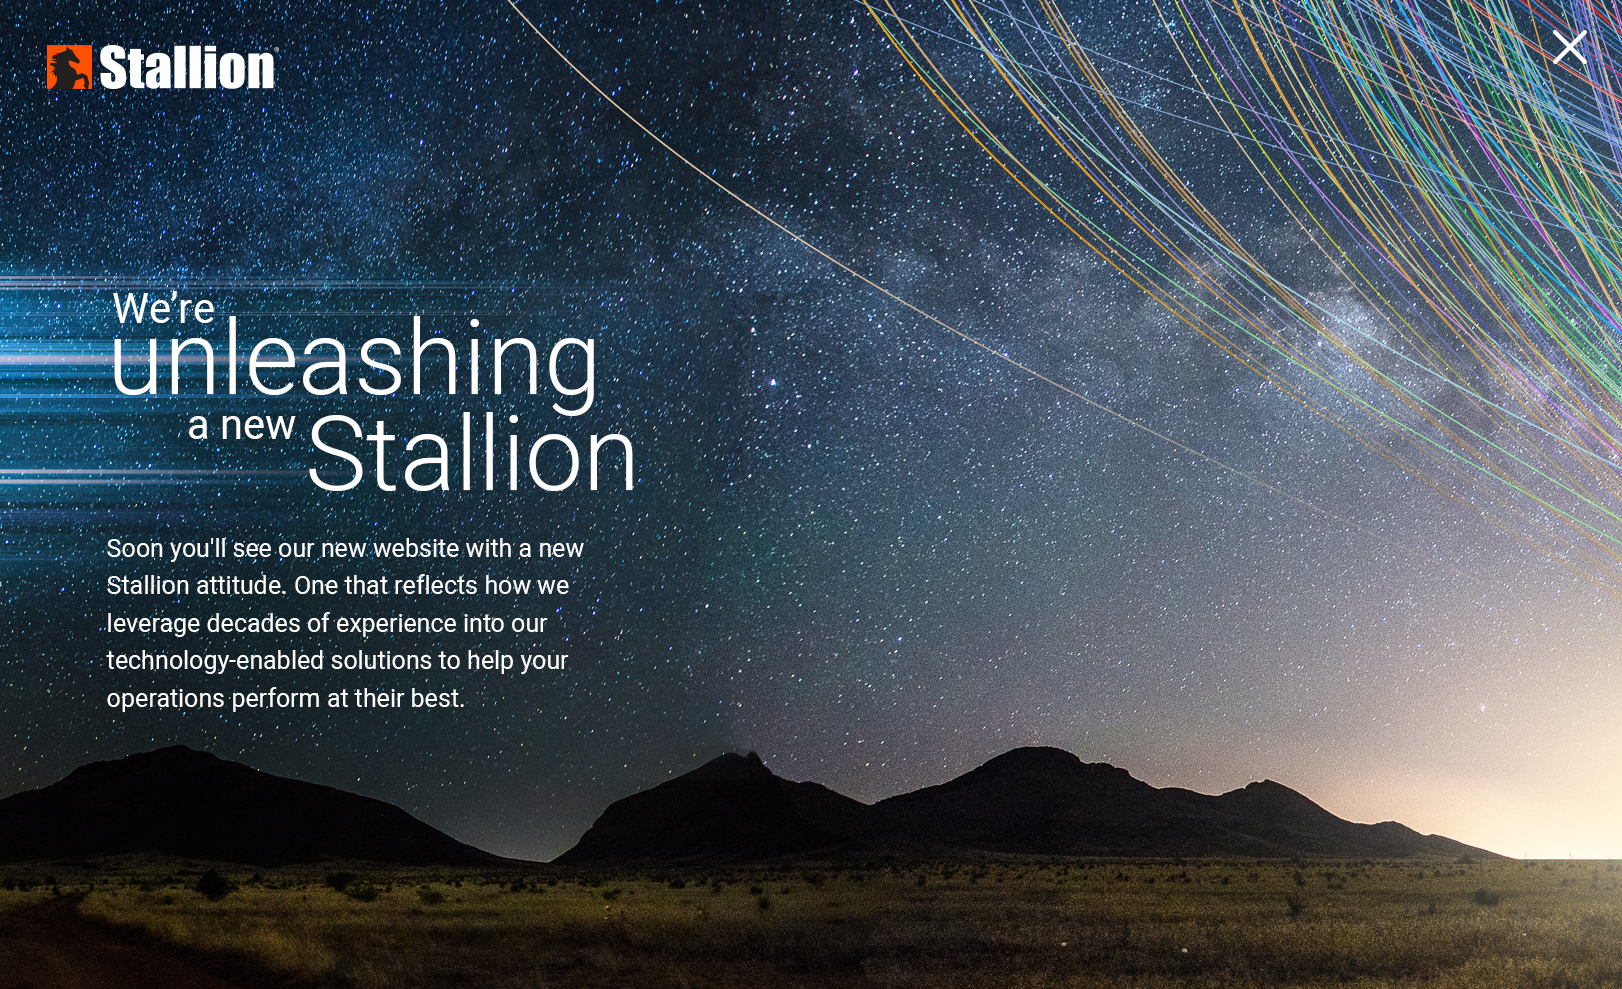 Stallion®
We’re
unleashing
a new Stallion
Soon you'll see our new website with a new
Stallion attitude. One that reflects how we
leverage decades of experience into our
technology-enabled solutions to help your
operations perform at their best.